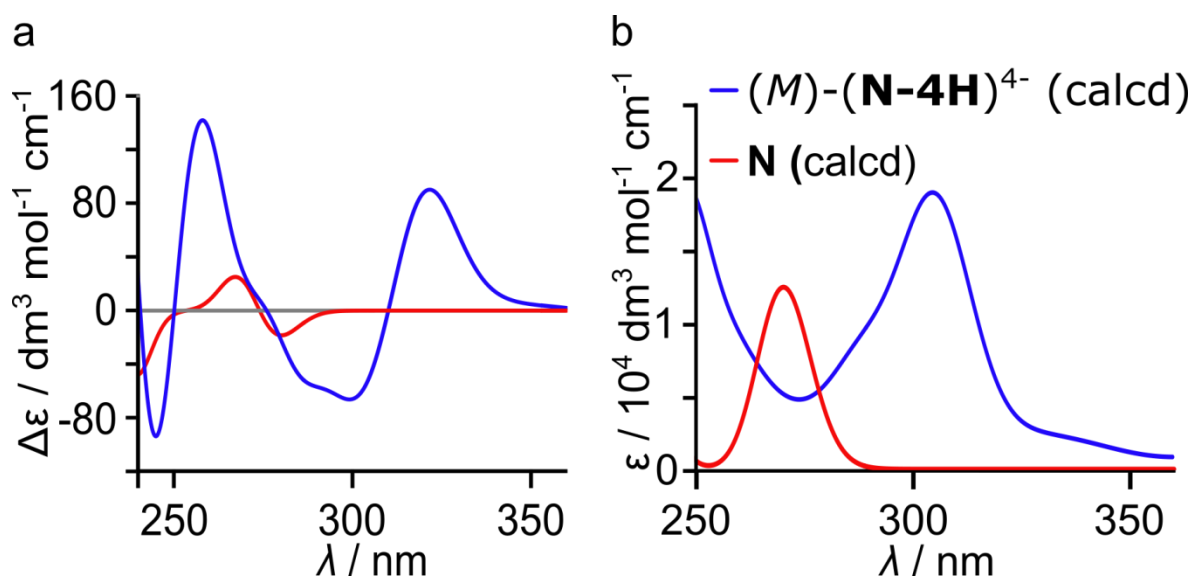 a
160
80
0
-80
Δε / dm³ mol⁻¹ cm⁻¹
250
300
350
λ / nm
b
(M)-(N-4H)⁴⁻ (calcd)
N (calcd)
2
1
0
ε / 10⁴ dm³ mol⁻¹ cm⁻¹
250
300
350
λ / nm